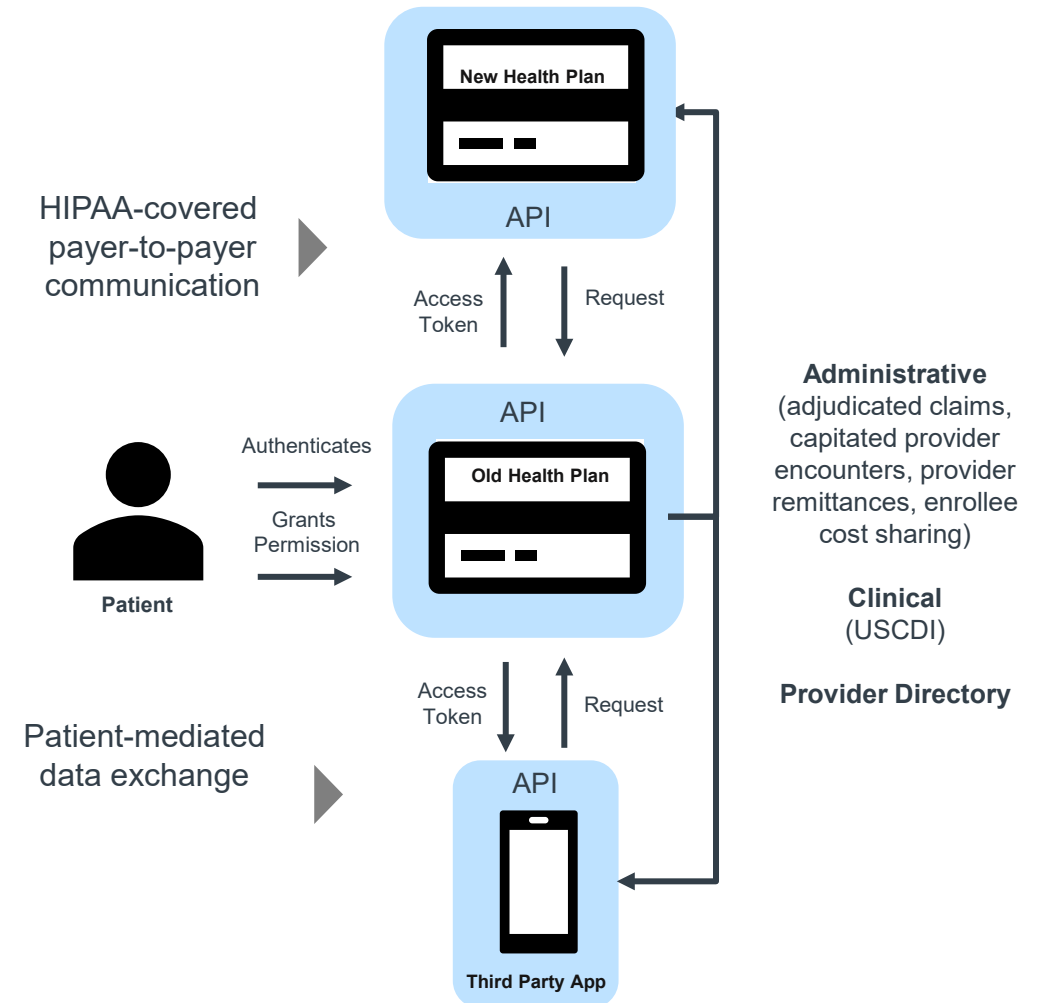 New Health Plan
API
HIPAA-covered
payer-to-payer
communication
Access
Token
Request
API
Old Health Plan
Authenticates
Grants
Permission
Patient
Administrative
(adjudicated claims,
capitated provider
encounters, provider
remittances, enrollee
cost sharing)
Clinical
(USCDI)
Provider Directory
Access
Token
Request
Patient-mediated
data exchange
API
Third Party App